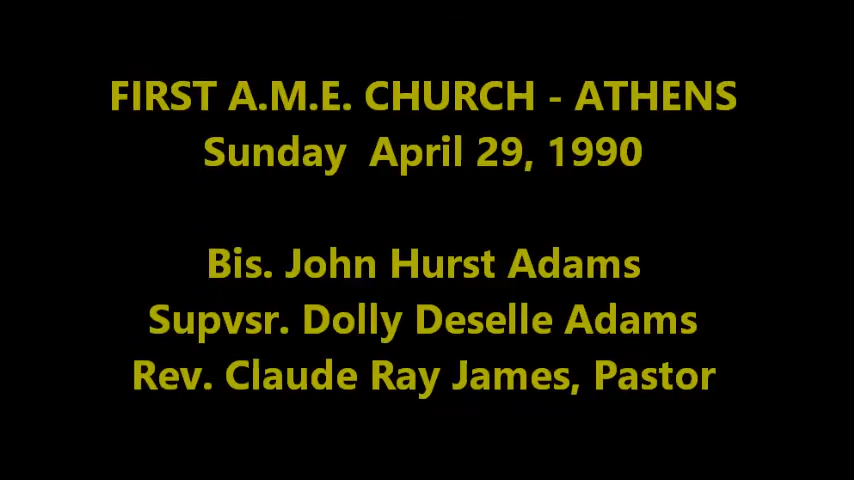 FIRST A.M.E. CHURCH - ATHENS
Sunday  April 29, 1990
Bis. John Hurst Adams
Supvsr. Dolly Deselle Adams
Rev. Claude Ray James, Pastor